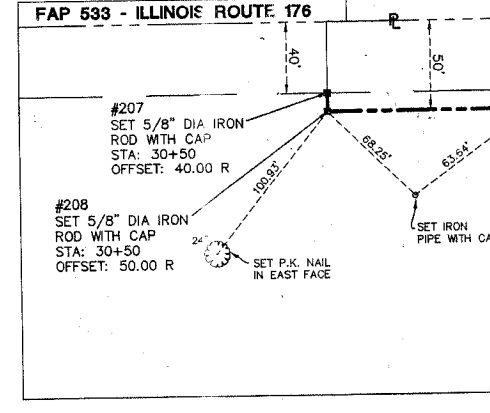 FAP 533 - ILLINOIS ROUTE 176
PL
40'
50'
#207
SET 5/8" DIA IRON
ROD WITH CAP
STA: 30+50
OFFSET: 40.00 R
68.25'
63.64'
100.93'
#208
SET 5/8" DIA IRON
ROD WITH CAP
STA: 30+50
OFFSET: 50.00 R
SET IRON
PIPE WITH CA
24"
SET P.K. NAIL
IN EAST FACE